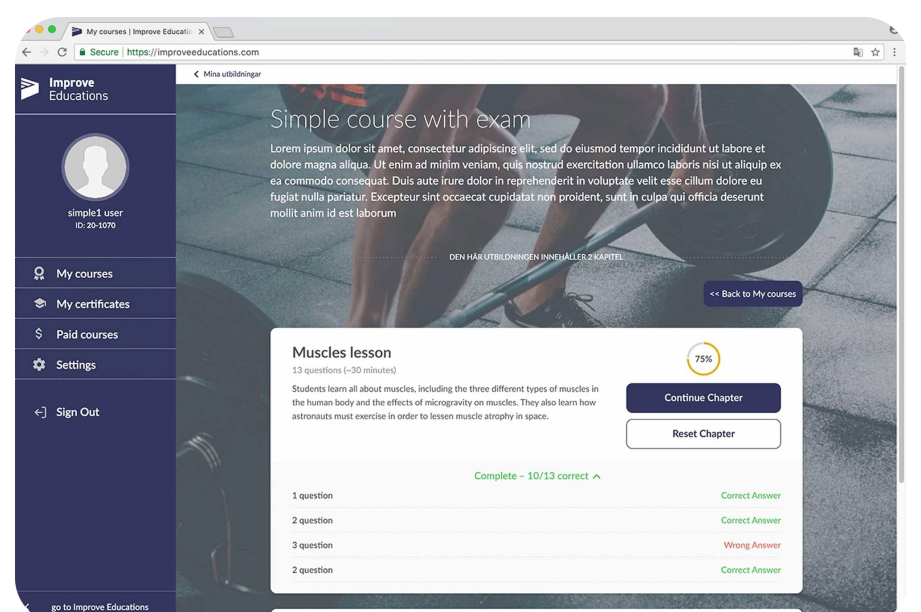 My courses | Improve Educatio
Secure | https://improveeducations.com
Improve
Educations
simple1 user
ID: 20-1070
My courses
My certificates
Paid courses
Settings
Sign Out
go to Improve Educations
Mina utbildningar
Simple course with exam
Lorem ipsum dolor sit amet, consectetur adipiscing elit, sed do eiusmod tempor incididunt ut labore et
dolore magna aliqua. Ut enim ad minim veniam, quis nostrud exercitation ullamco laboris nisi ut aliquip ex
ea commodo consequat. Duis aute irure dolor in reprehenderit in voluptate velit esse cillum dolore eu
fugiat nulla pariatur. Excepteur sint occaecat cupidatat non proident, sunt in culpa qui officia deserunt
mollit anim id est laborum
DEN HÄR UTBILDNINGEN INNEHÅLLER 2 KAPITEL
<< Back to My courses
Muscles lesson
13 questions (~30 minutes)
Students learn all about muscles, including the three different types of muscles in
the human body and the effects of microgravity on muscles. They also learn how
astronauts must exercise in order to lessen muscle atrophy in space.
75%
Continue Chapter
Reset Chapter
Complete – 10/13 correct
1 question Correct Answer
2 question Correct Answer
3 question Wrong Answer
2 question Correct Answer